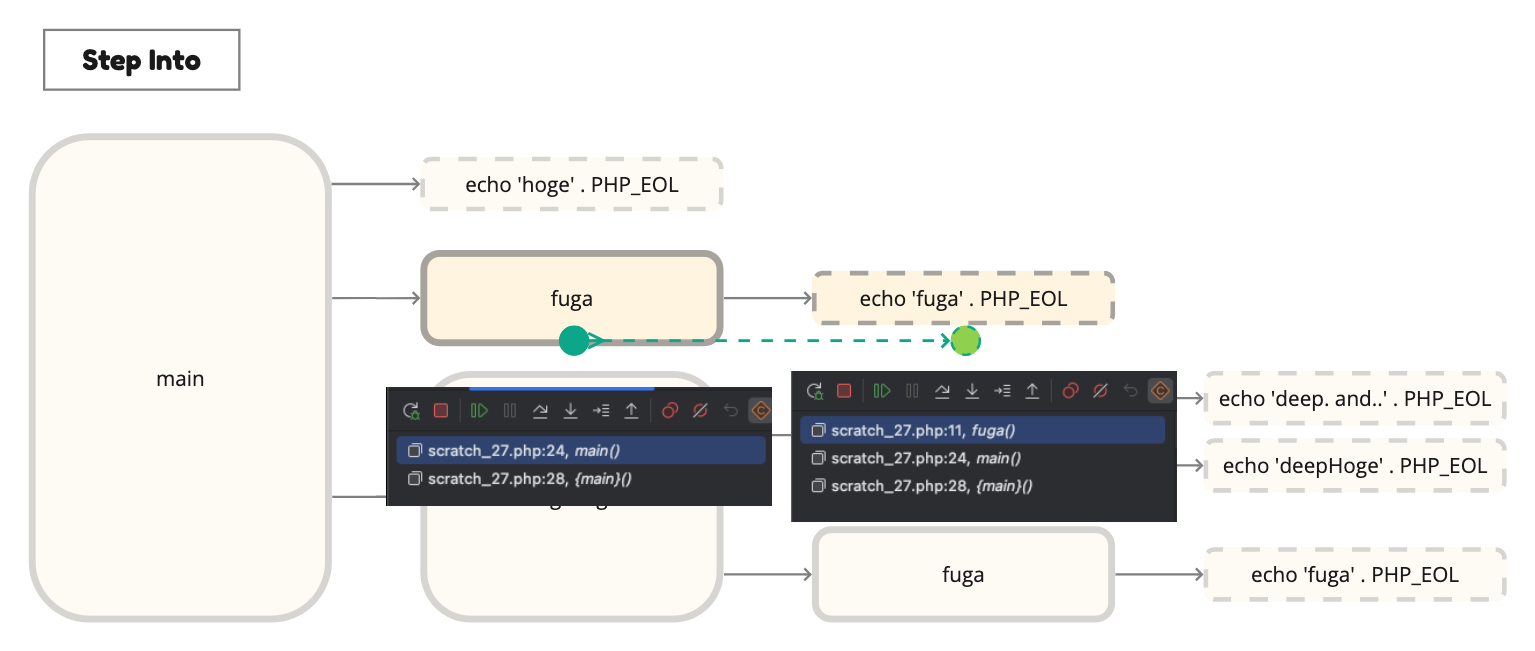 Step Into
echo 'hoge' . PHP_EOL
fuga
echo 'fuga' . PHP_EOL
main
scratch_27.php:24, main()
scratch_27.php:28, {main}()
scratch_27.php:11, fuga()
scratch_27.php:24, main()
scratch_27.php:28, {main}()
echo 'deep. and..' . PHP_EOL
echo 'deepHoge' . PHP_EOL
fuga
echo 'fuga' . PHP_EOL